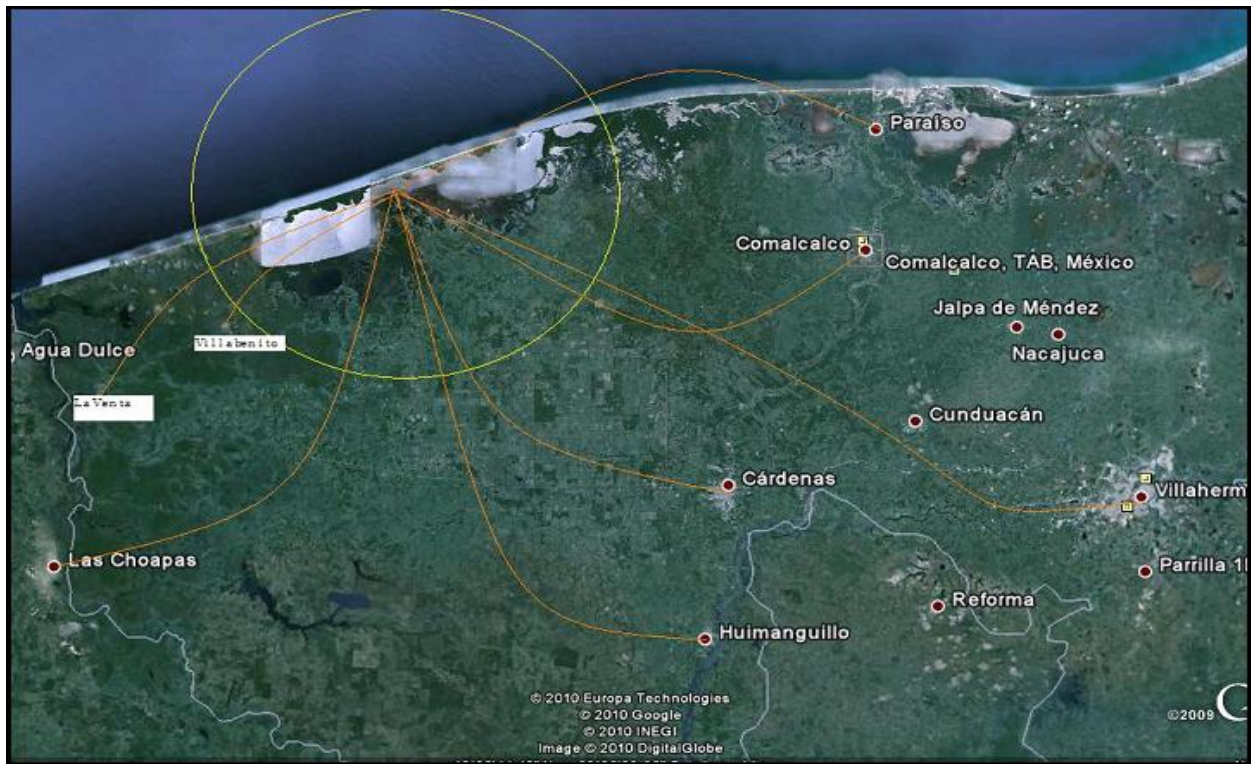 Paraíso
Comalcalco
Comalcalco, TAB, México
Jalpa de Méndez
Nacajuca
Villabenito
Agua Dulce
La Venta
Cunduacán
Cárdenas
Villaherm
Las Choapas
Parrilla 1
Reforma
Huimanguillo
© 2010 Europa Technologies
© 2010 Google
© 2010 INEGI
Image © 2010 DigitalGlobe
©2009 G